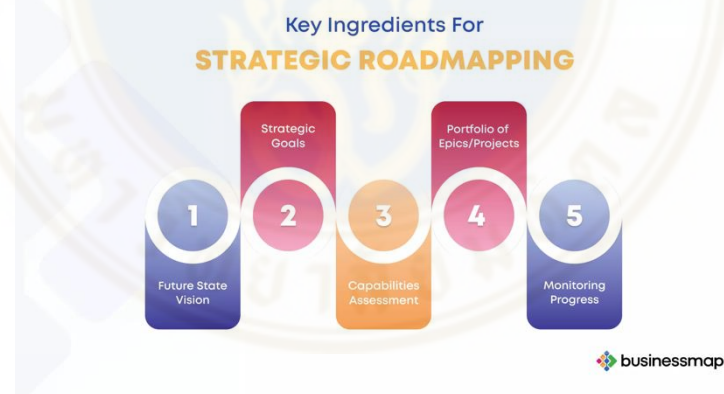 Key Ingredients For
STRATEGIC ROADMAPPING
1
Future State
Vision
Strategic
Goals
2
3
Capabilities
Assessment
Portfolio of
Epics/Projects
4
5
Monitoring
Progress
businessmap